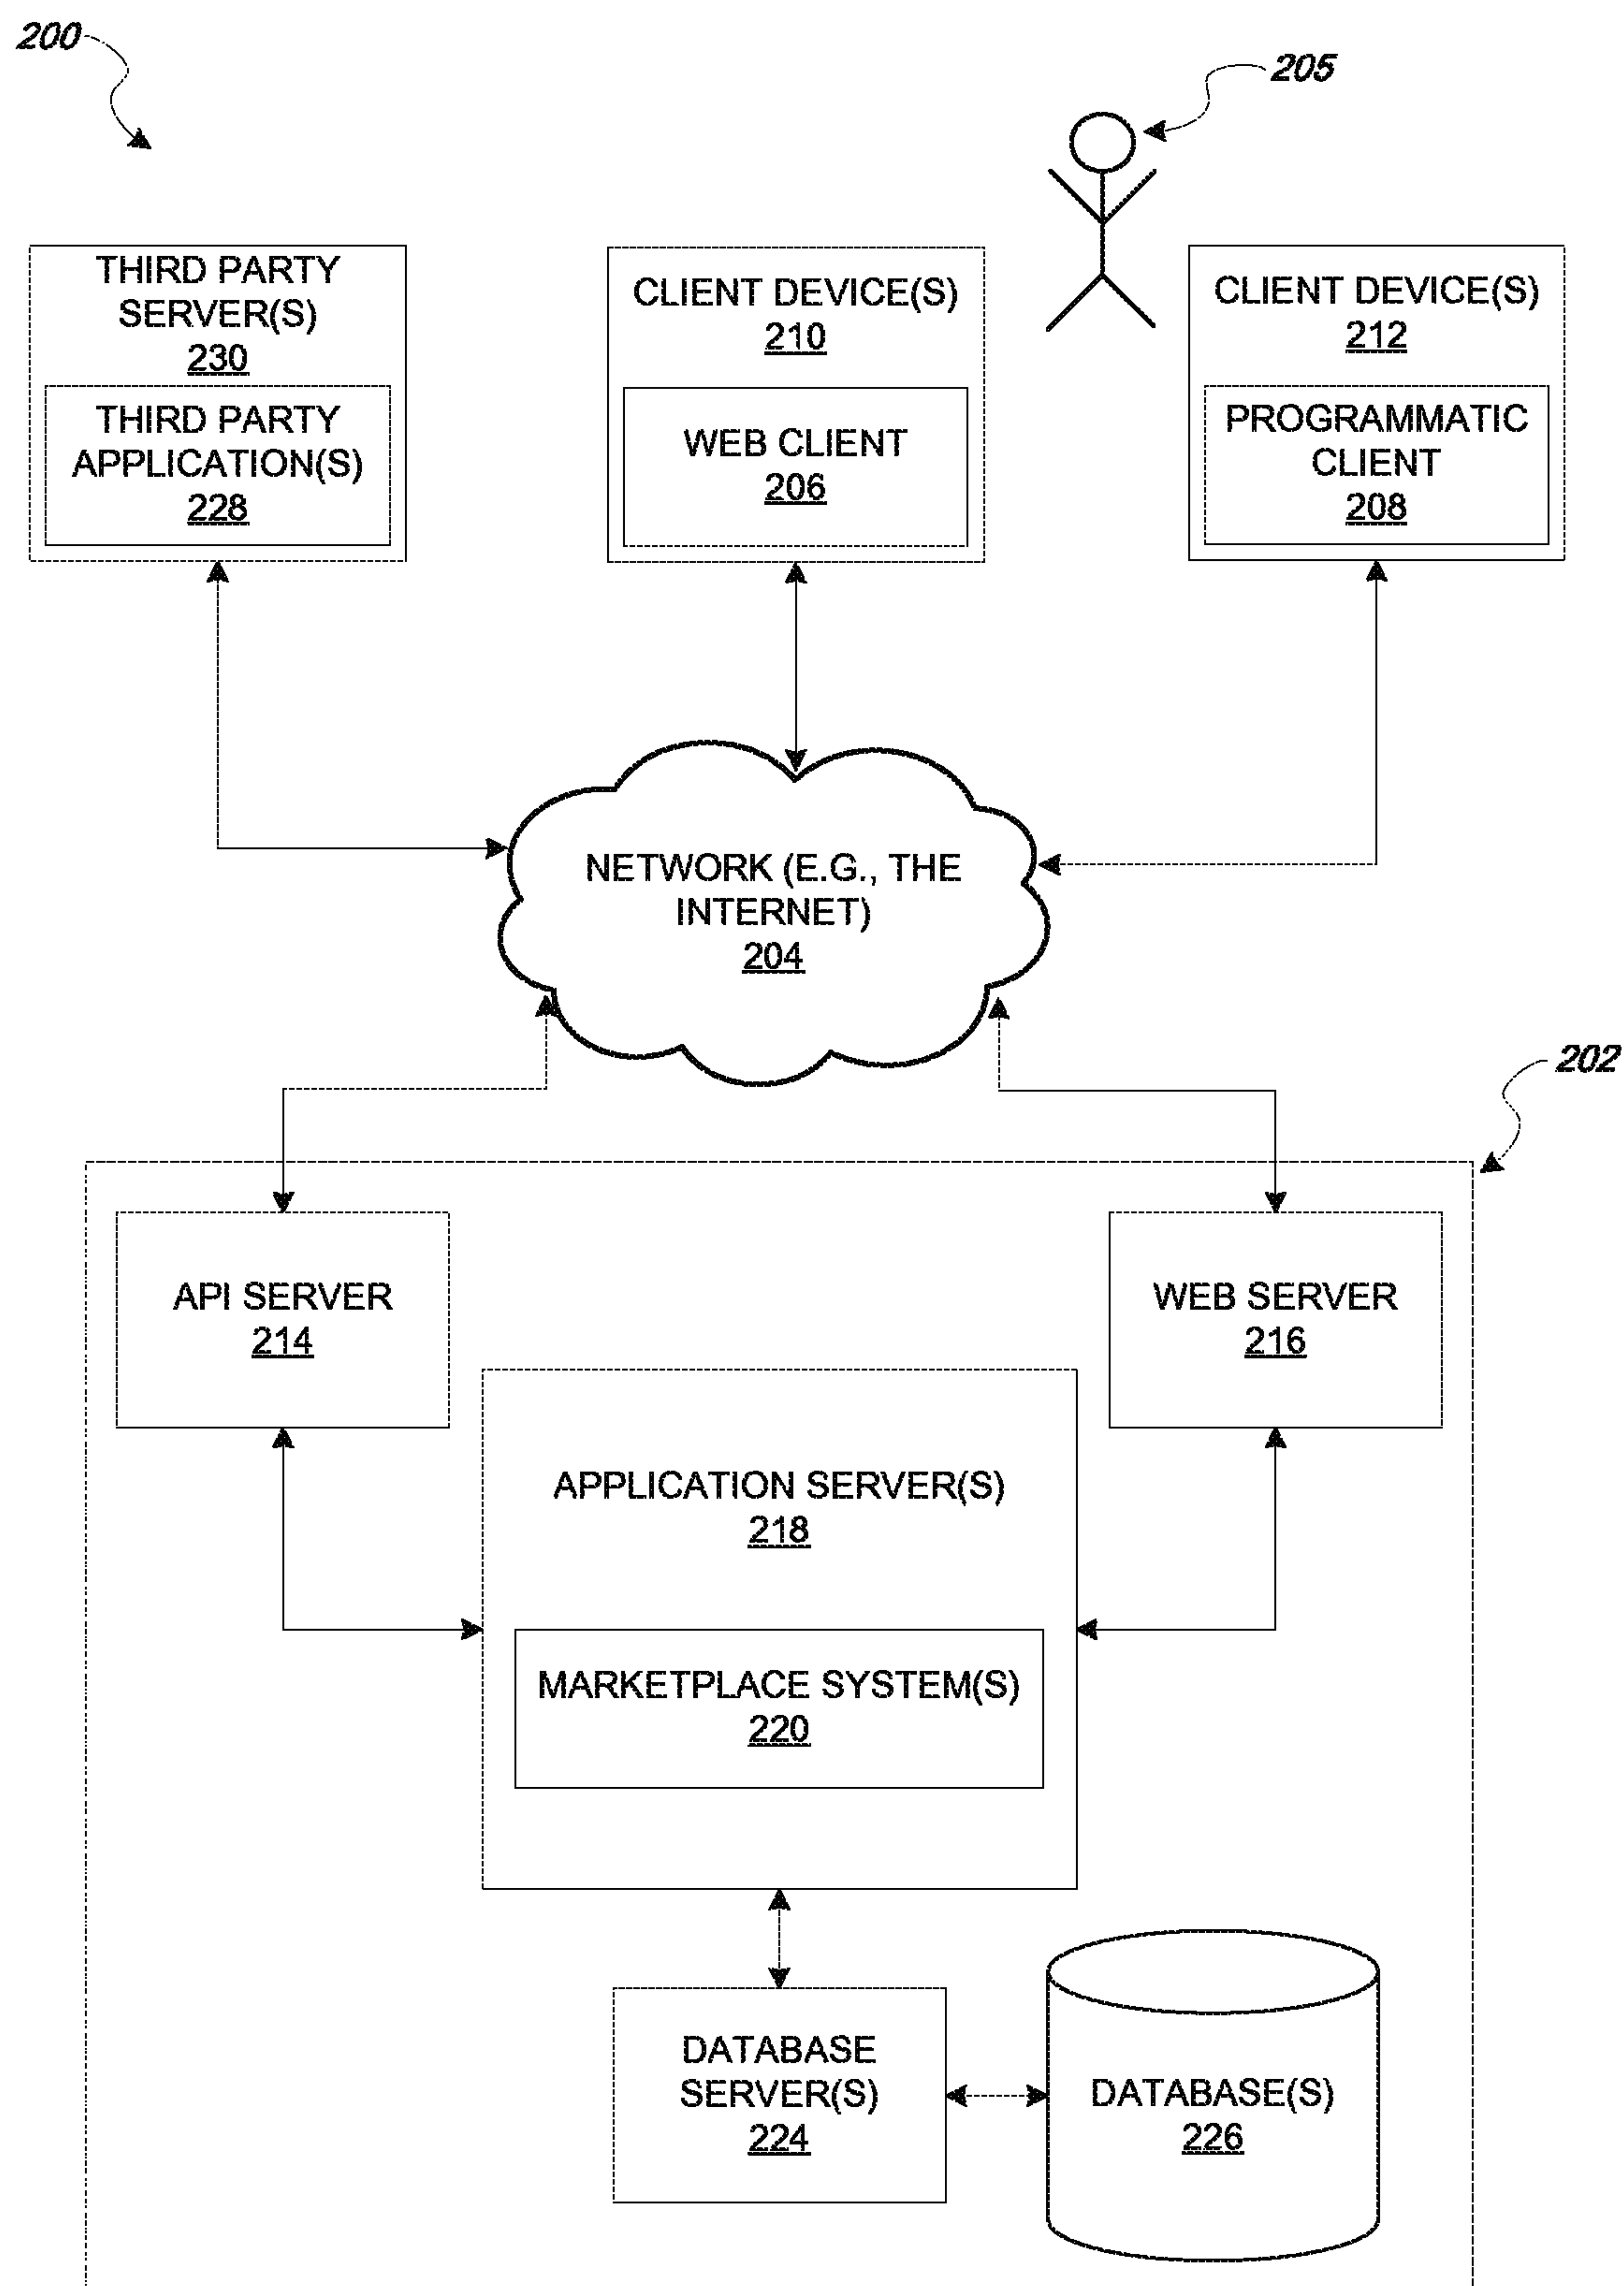 200
205
THIRD PARTY
SERVER(S)
230
THIRD PARTY
APPLICATION(S)
228
CLIENT DEVICE(S)
210
WEB CLIENT
206
CLIENT DEVICE(S)
212
PROGRAMMATIC
CLIENT
208
NETWORK (E.G., THE
INTERNET)
204
202
API SERVER
214
WEB SERVER
216
APPLICATION SERVER(S)
218
MARKETPLACE SYSTEM(S)
220
DATABASE
SERVER(S)
224
DATABASE(S)
226